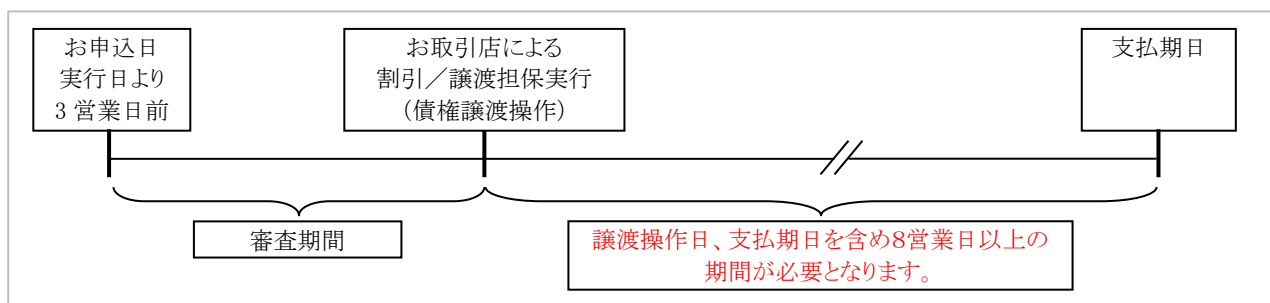 お申込日
実行日より
3 営業日前
お取引店による
割引／譲渡担保実行
(債権譲渡操作)
支払期日
審査期間
譲渡操作日、支払期日を含め8営業日以上の
期間が必要となります。